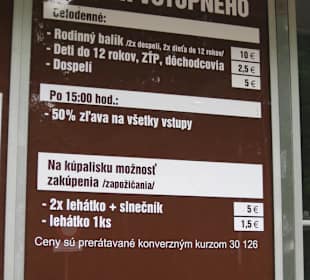 VSTUPNÉHO
Celodenné:
- Rodinný balík /2x dospelí, 2x dieťa do 12 rokov/ 10 €
- Deti do 12 rokov, ZŤP, dôchodcovia 2,5 €
- Dospelí 5 €
Po 15:00 hod.:
- 50% zľava na všetky vstupy
Na kúpalisku možnosť
zakúpenia /zapožičania/
- 2x lehátko + slnečník 5 €
- lehátko 1ks 1,5 €
Ceny sú prerátavané konverzným kurzom 30 126